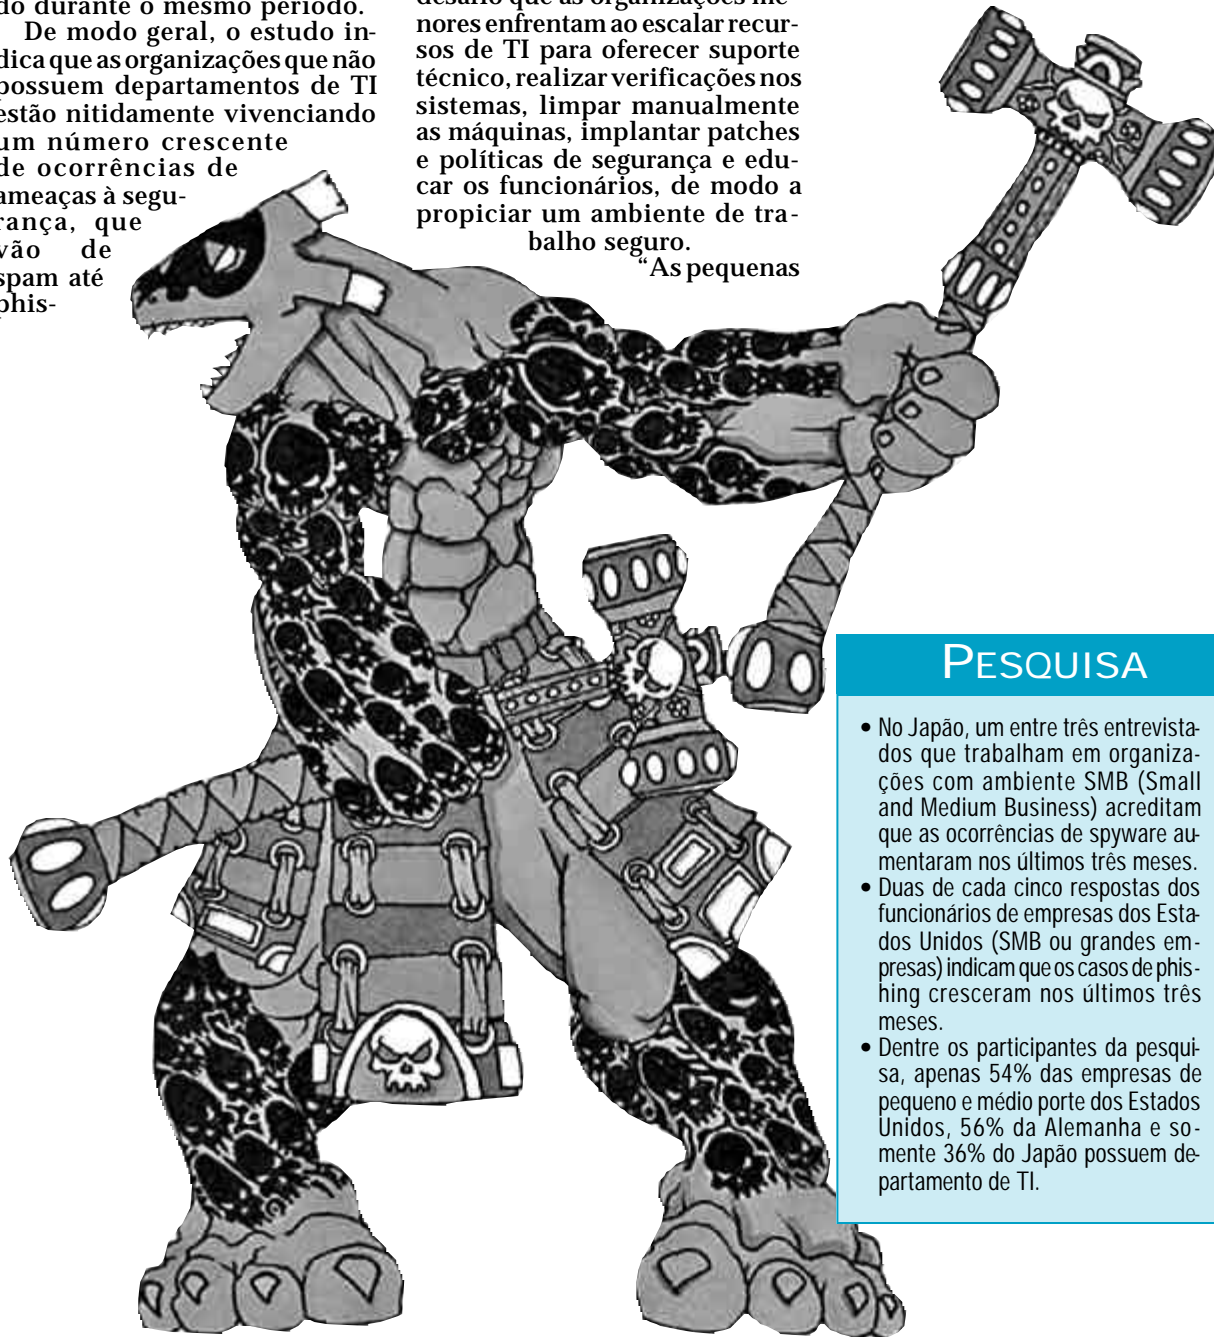 do durante o mesmo período.
De modo geral, o estudo in-
dica que as organizações que não
possuem departamentos de TI
estão nitidamente vivenciando
um número crescente
de ocorrências de
ameaças à segu-
rança, que
vão de
spam até
phis-
desafio que as organizações me-
nores enfrentam ao escalar recur-
sos de TI para oferecer suporte
técnico, realizar verificações nos
sistemas, limpar manualmente
as máquinas, implantar patches
e políticas de segurança e edu-
car os funcionários, de modo a
propiciar um ambiente de tra-
balho seguro.
“As pequenas
PESQUISA
• No Japão, um entre três entrevista-
dos que trabalham em organiza-
ções com ambiente SMB (Small
and Medium Business) acreditam
que as ocorrências de spyware au-
mentaram nos últimos três meses.
• Duas de cada cinco respostas dos
funcionários de empresas dos Esta-
dos Unidos (SMB ou grandes em-
presas) indicam que os casos de phis-
hing cresceram nos últimos três
meses.
• Dentre os participantes da pesqui-
sa, apenas 54% das empresas de
pequeno e médio porte dos Estados
Unidos, 56% da Alemanha e so-
mente 36% do Japão possuem de-
partamento de TI.